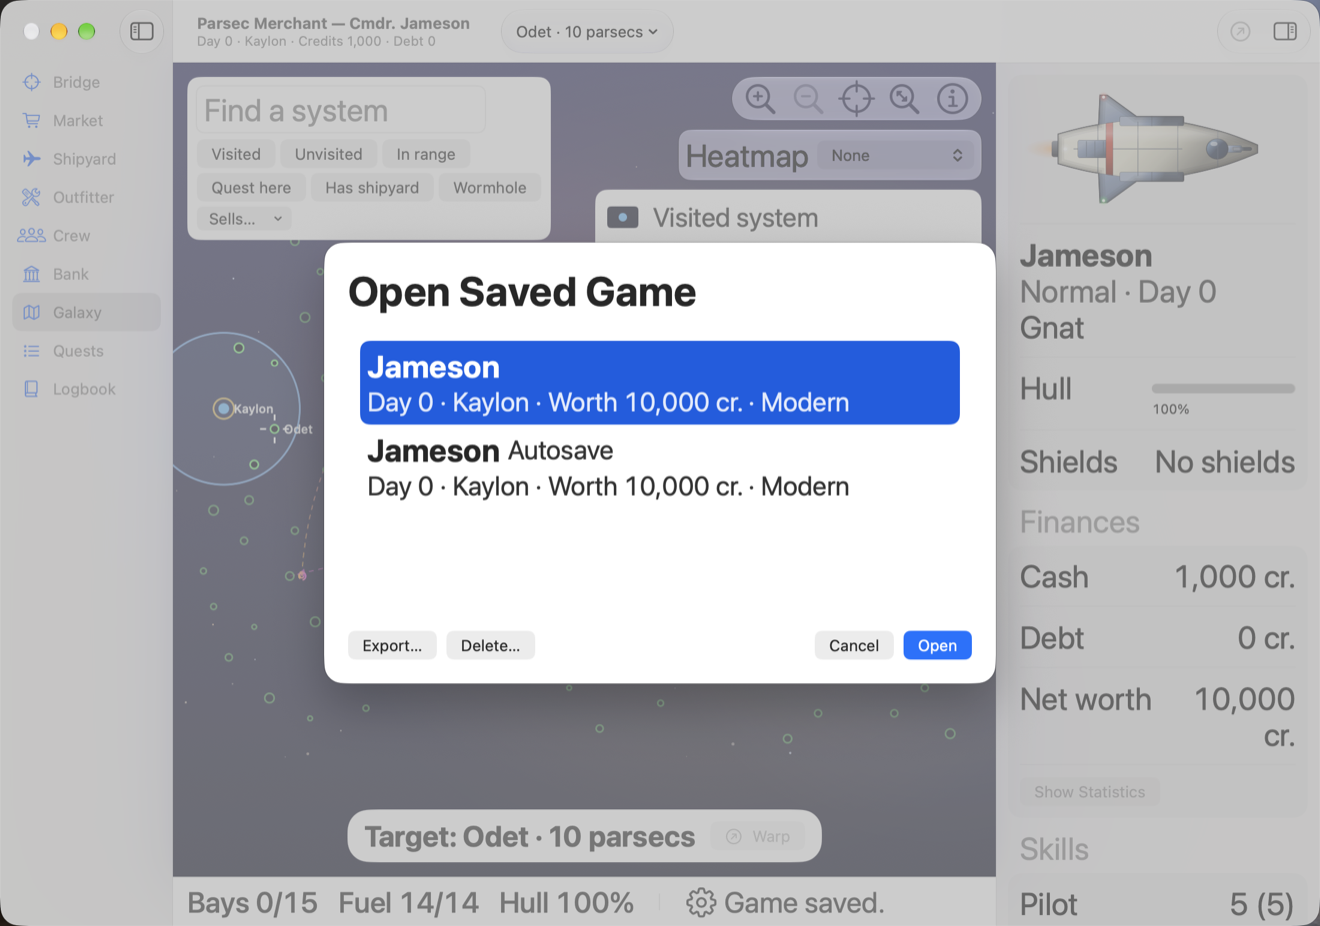 Parsec Merchant — Cmdr. Jameson
Day 0 · Kaylon · Credits 1,000 · Debt 0
Odet · 10 parsecs
Bridge
Market
Shipyard
Outfitter
Crew
Bank
Galaxy
Quests
Logbook
Find a system
Visited
Unvisited
In range
Quest here
Has shipyard
Wormhole
Sells...
Heatmap
None
Visited system
Kaylon
Odet
Open Saved Game
Jameson
Day 0 · Kaylon · Worth 10,000 cr. · Modern
Jameson Autosave
Day 0 · Kaylon · Worth 10,000 cr. · Modern
Export...
Delete...
Cancel
Open
Target: Odet · 10 parsecs
Warp
Bays 0/15
Fuel 14/14
Hull 100%
Game saved.
Jameson
Normal · Day 0
Gnat
Hull
100%
Shields
No shields
Finances
Cash
1,000 cr.
Debt
0 cr.
Net worth
10,000
cr.
Show Statistics
Skills
Pilot
5 (5)